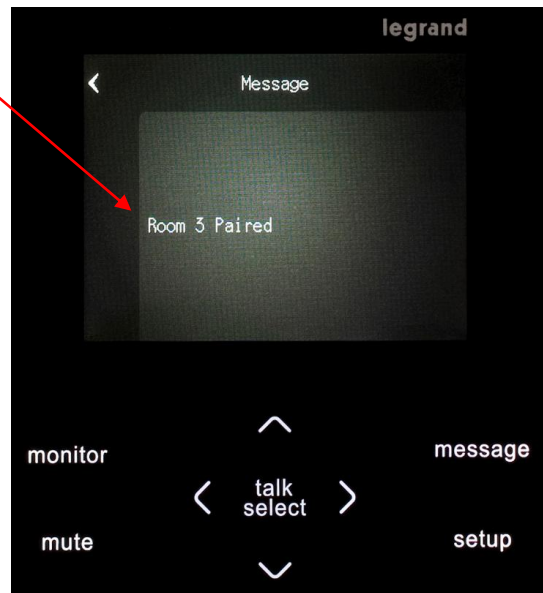 legrand
Message
Room 3 Paired
monitor
message
talk
select
mute
setup